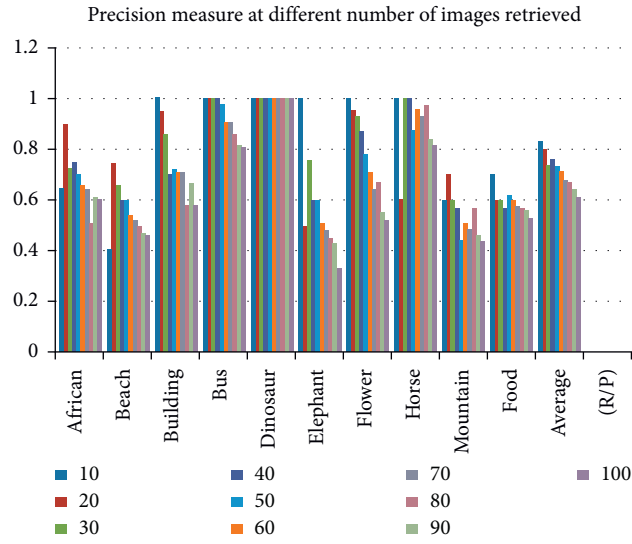 Precision measure at different number of images retrieved
1.2
1
0.8
0.6
0.4
0.2
0
African
Beach
Building
Bus
Dinosaur
Elephant
Flower
Horse
Mountain
Food
Average
(R/P)
10 40 70 100
20 50 80
30 60 90